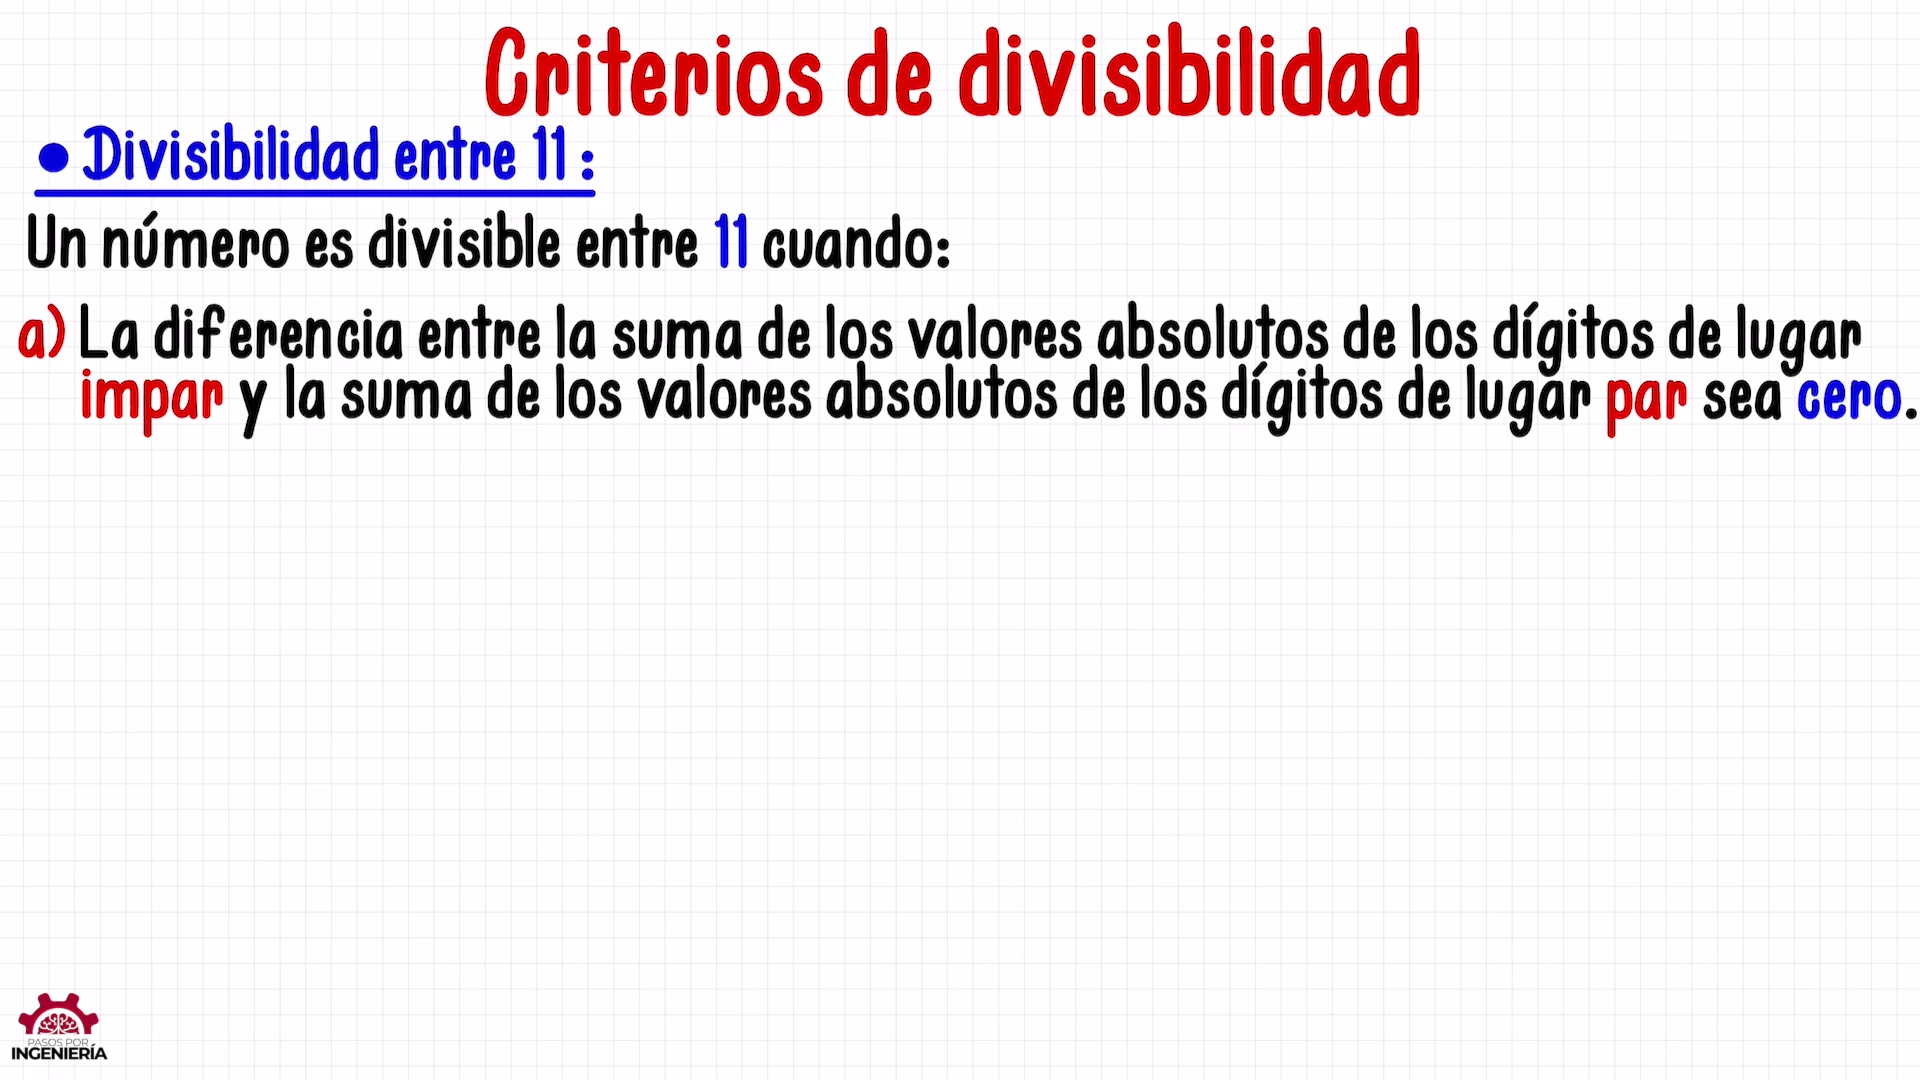 Criterios de divisibilidad
• Divisibilidad entre 11:
Un número es divisible entre 11 cuando:
a) La diferencia entre la suma de los valores absolutos de los dígitos de lugar
impar y la suma de los valores absolutos de los dígitos de lugar par sea cero.
PASOS POR
INGENIERÍA